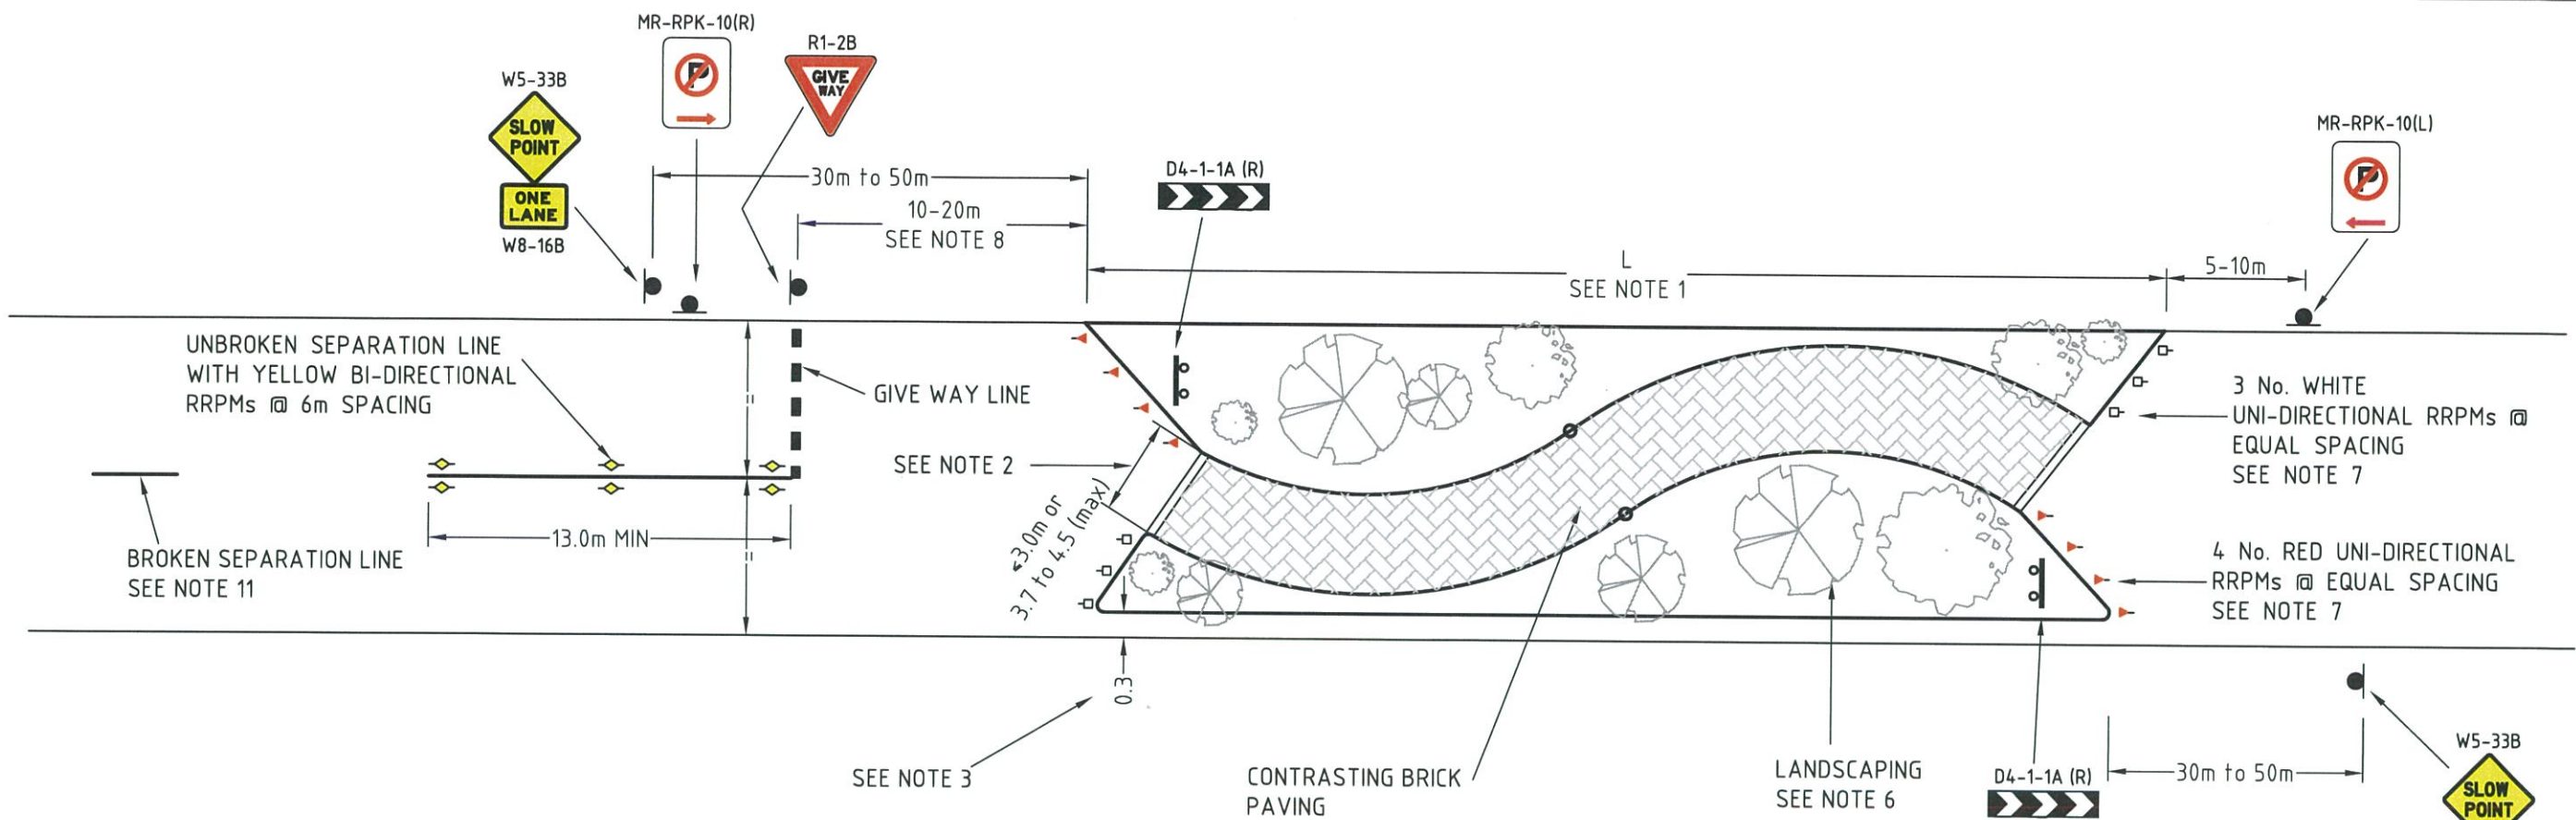 MR-RPK-10(R)
P
R1-2B
GIVE
WAY
W5-33B
SLOW
POINT
ONE
LANE
W8-16B
30m to 50m
10-20m
SEE NOTE 8
D4-1-1A (R)
L
SEE NOTE 1
5-10m
MR-RPK-10(L)
P
UNBROKEN SEPARATION LINE
WITH YELLOW BI-DIRECTIONAL
RRPMs @ 6m SPACING
GIVE WAY LINE
SEE NOTE 2
3 No. WHITE
UNI-DIRECTIONAL RRPMs @
EQUAL SPACING
SEE NOTE 7
13.0m MIN
=
=
BROKEN SEPARATION LINE
SEE NOTE 11
≤3.0m or
3.7 to 4.5 (max)
4 No. RED UNI-DIRECTIONAL
RRPMs @ EQUAL SPACING
SEE NOTE 7
0.3
SEE NOTE 3
CONTRASTING BRICK
PAVING
LANDSCAPING
SEE NOTE 6
D4-1-1A (R)
30m to 50m
W5-33B
SLOW
POINT